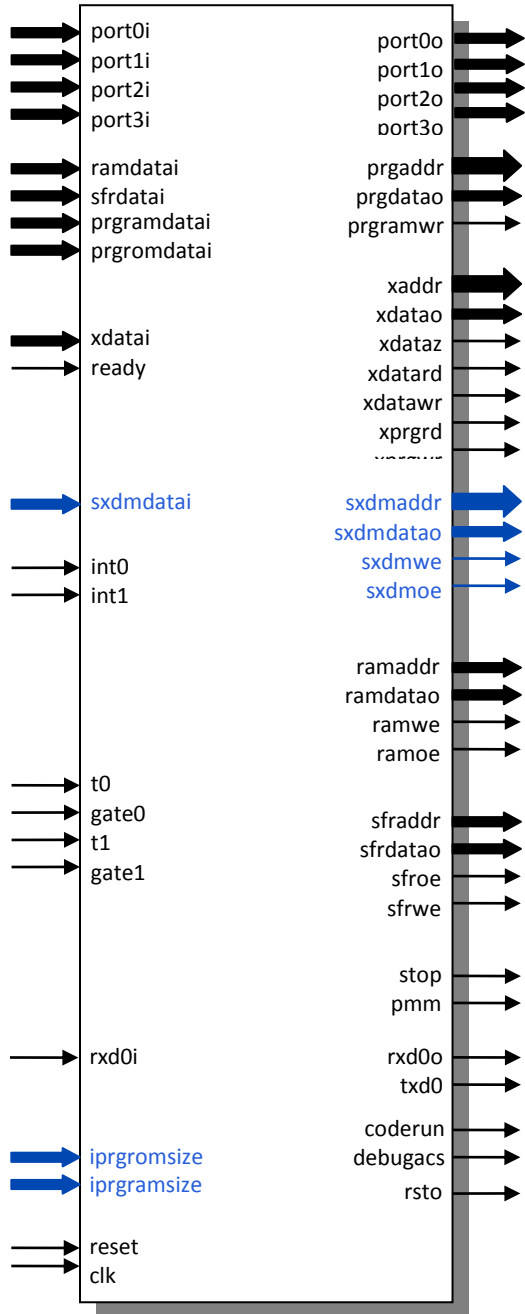 port0i
port1i
port2i
port3i
ramdatai
sfrdatai
prgramdatai
prgromdatai
xdatai
ready
sxdmdatai
int0
int1
t0
gate0
t1
gate1
rxd0i
iprgromsize
iprgramsize
reset
clk
port0o
port1o
port2o
port3o
prgaddr
prgdatao
prgramwr
xaddr
xdatao
xdataz
xdatard
xdatawr
xprgrd
xprgwr
sxdmaddr
sxdmdatao
sxdmwe
sxdmoe
ramaddr
ramdatao
ramwe
ramoe
sfraddr
sfrdatao
sfroe
sfrwe
stop
pmm
rxd0o
txd0
coderun
debugacs
rsto